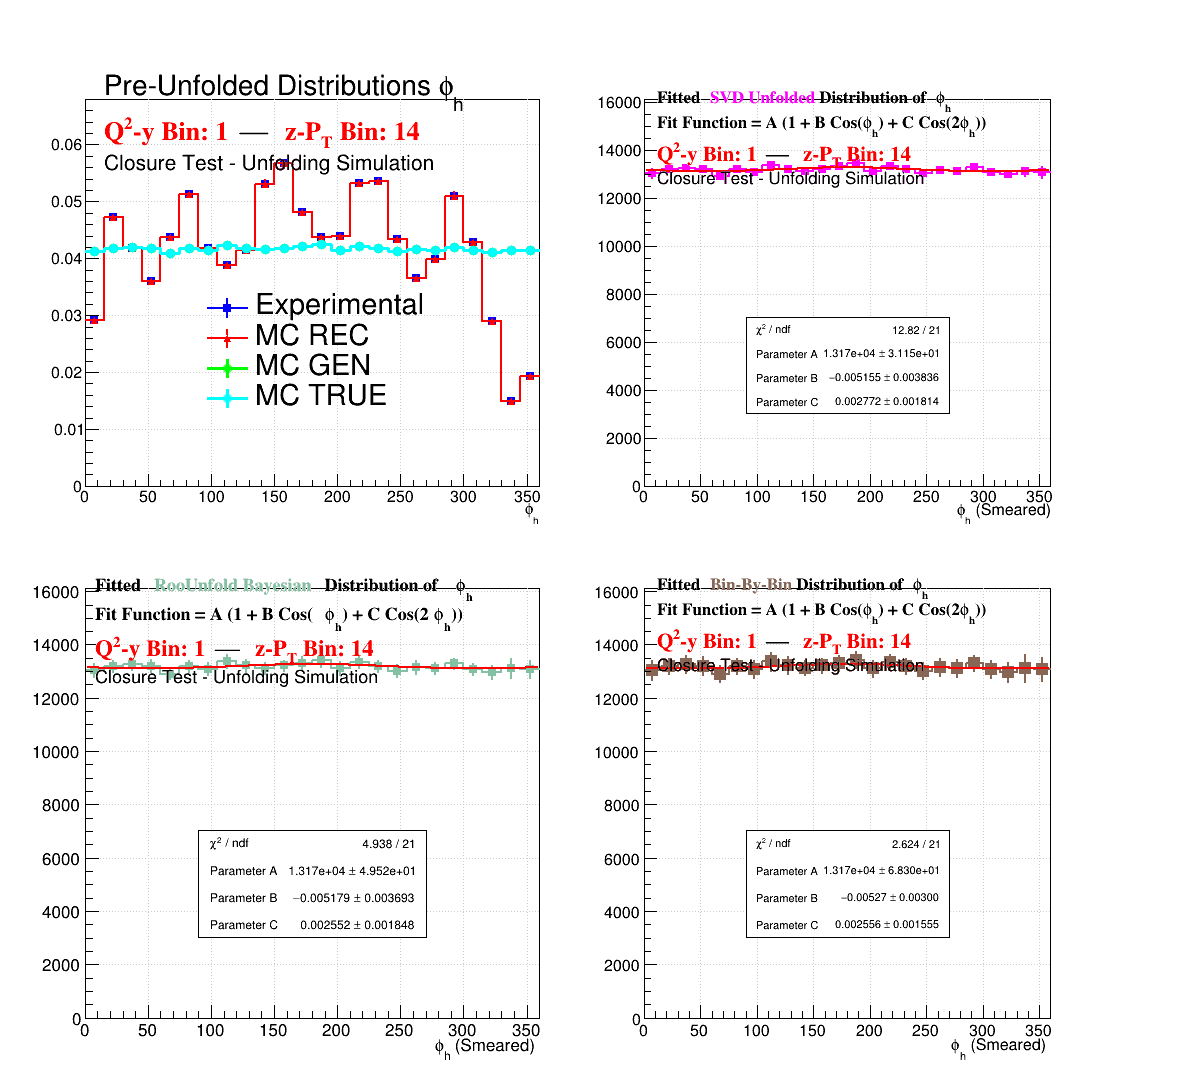 Pre-Unfolded Distributions ϕh
Q²-y Bin: 1 — z-PT Bin: 14
Closure Test - Unfolding Simulation
0.06
0.05
0.04
0.03
0.02
0.01
0
Experimental
MC REC
MC GEN
MC TRUE
0 50 100 150 200 250 300 350
ϕh
Fitted SVD Unfolded Distribution of ϕh
Fit Function = A (1 + B Cos(ϕh) + C Cos(2ϕh))
Q²-y Bin: 1 — z-PT Bin: 14
Closure Test - Unfolding Simulation
16000
14000
12000
10000
8000
6000
4000
2000
0
χ² / ndf 12.82 / 21
Parameter A 1.317e+04 ± 3.115e+01
Parameter B −0.005155 ± 0.003836
Parameter C 0.002772 ± 0.001814
0 50 100 150 200 250 300 350
ϕh (Smeared)
Fitted RooUnfold Bayesian Distribution of ϕh
Fit Function = A (1 + B Cos( ϕh) + C Cos(2 ϕh))
Q²-y Bin: 1 — z-PT Bin: 14
Closure Test - Unfolding Simulation
16000
14000
12000
10000
8000
6000
4000
2000
0
χ² / ndf 4.938 / 21
Parameter A 1.317e+04 ± 4.952e+01
Parameter B −0.005179 ± 0.003693
Parameter C 0.002552 ± 0.001848
0 50 100 150 200 250 300 350
ϕh (Smeared)
Fitted Bin-By-Bin Distribution of ϕh
Fit Function = A (1 + B Cos(ϕh) + C Cos(2ϕh))
Q²-y Bin: 1 — z-PT Bin: 14
Closure Test - Unfolding Simulation
16000
14000
12000
10000
8000
6000
4000
2000
0
χ² / ndf 2.624 / 21
Parameter A 1.317e+04 ± 6.830e+01
Parameter B −0.00527 ± 0.00300
Parameter C 0.002556 ± 0.001555
0 50 100 150 200 250 300 350
ϕh (Smeared)